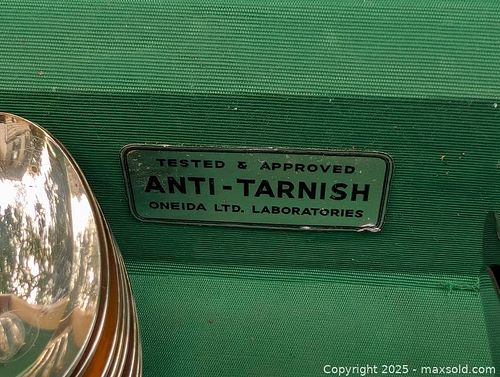 TESTED & APPROVED
ANTI-TARNISH
ONEIDA LTD. LABORATORIES
Copyright 2025 - maxsold.com